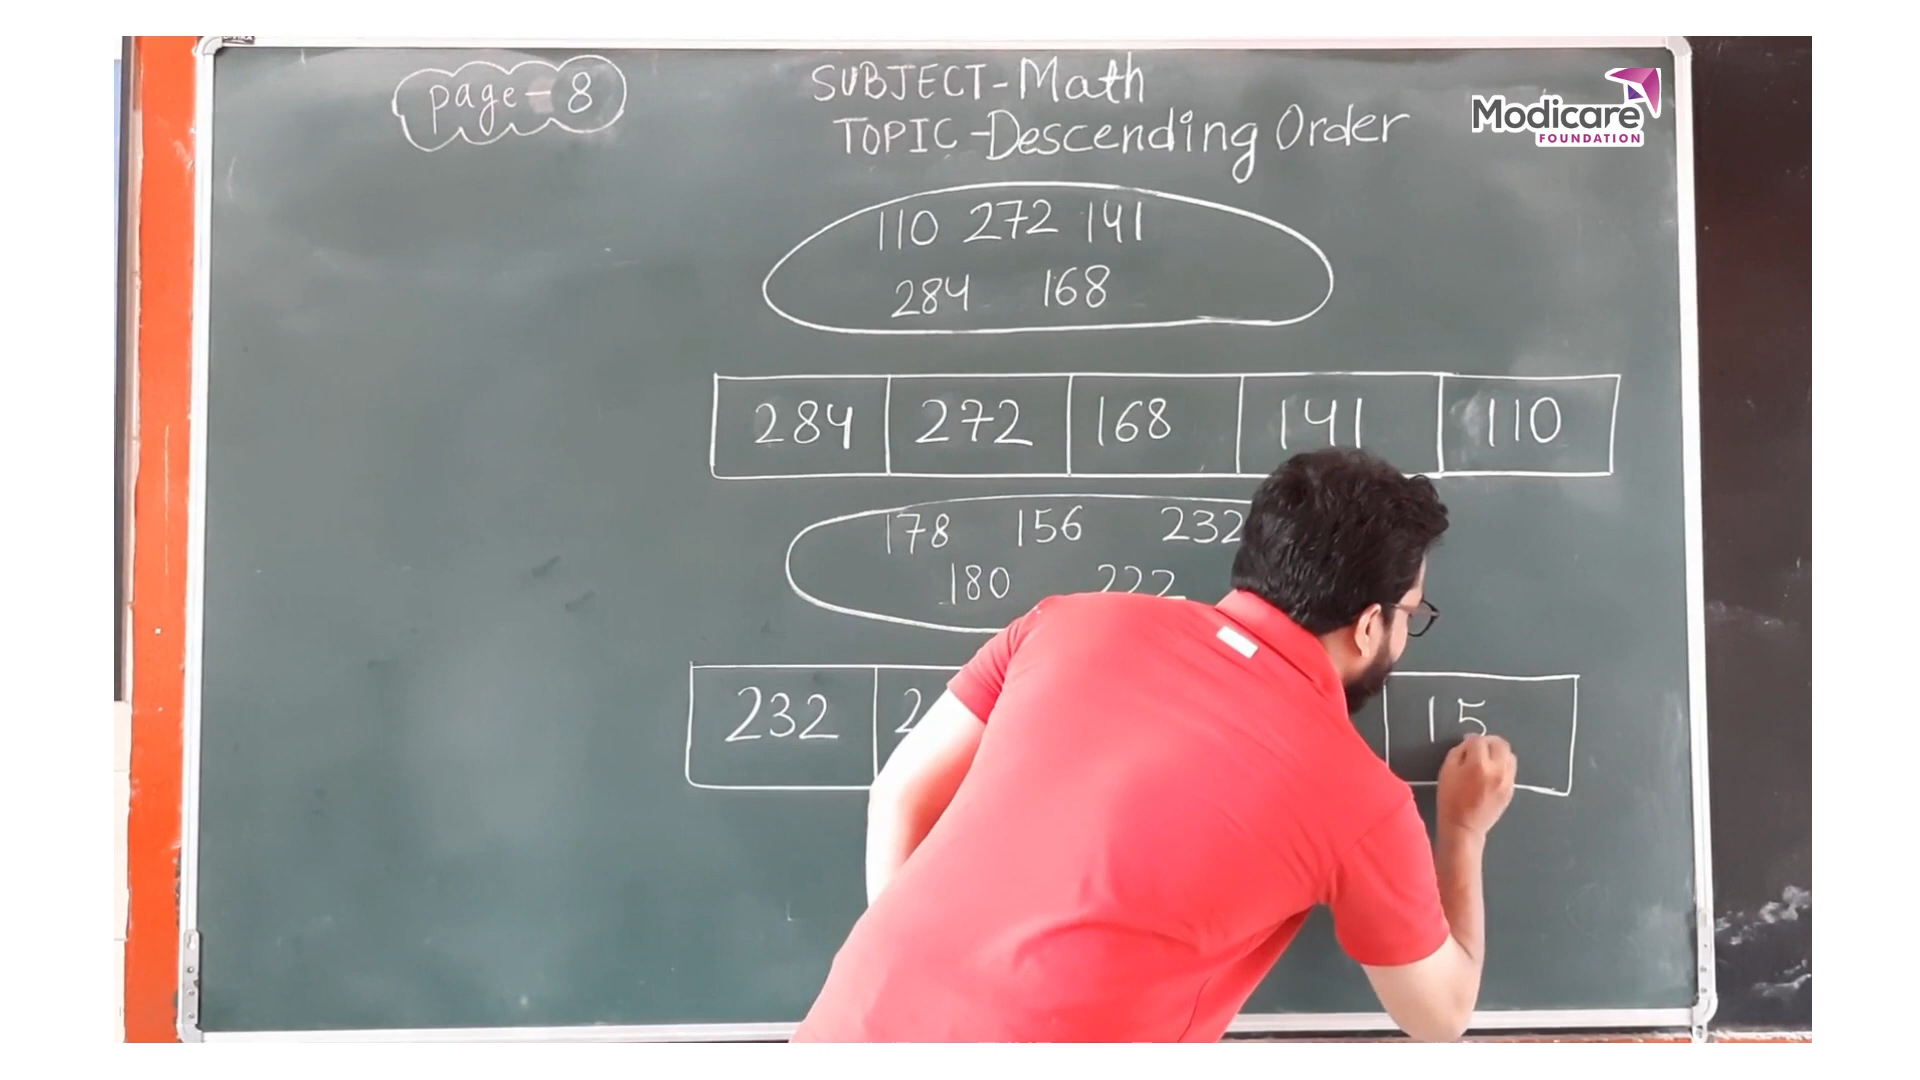 page-8
SUBJECT-Math
TOPIC-Descending Order
Modicare
FOUNDATION
110 272 141
284 168
284 272 168 141 110
178 156 232
180 222
232 2 15